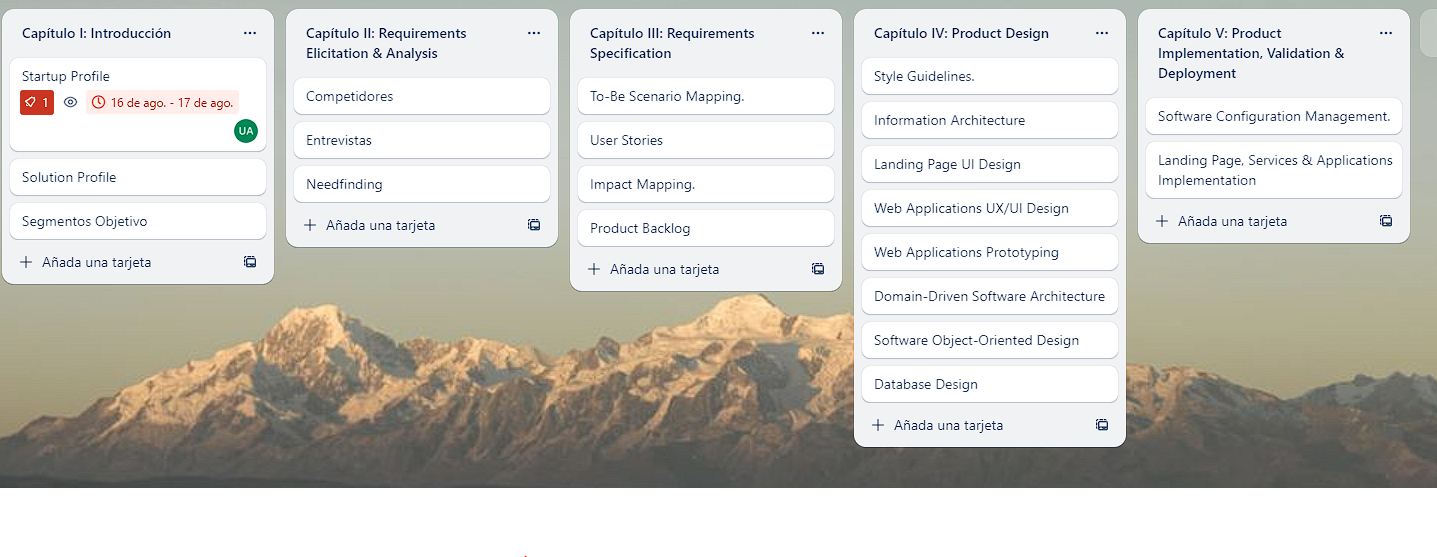 Capítulo I: Introducción
Startup Profile
1
16 de ago. - 17 de ago.
UA
Solution Profile
Segmentos Objetivo
Añada una tarjeta
Capítulo II: Requirements
Elicitation & Analysis
Competidores
Entrevistas
Needfinding
Añada una tarjeta
Capítulo III: Requirements
Specification
To-Be Scenario Mapping.
User Stories
Impact Mapping.
Product Backlog
Añada una tarjeta
Capítulo IV: Product Design
Style Guidelines.
Information Architecture
Landing Page UI Design
Web Applications UX/UI Design
Web Applications Prototyping
Domain-Driven Software Architecture
Software Object-Oriented Design
Database Design
Añada una tarjeta
Capítulo V: Product
Implementation, Validation &
Deployment
Software Configuration Management.
Landing Page, Services & Applications
Implementation
Añada una tarjeta